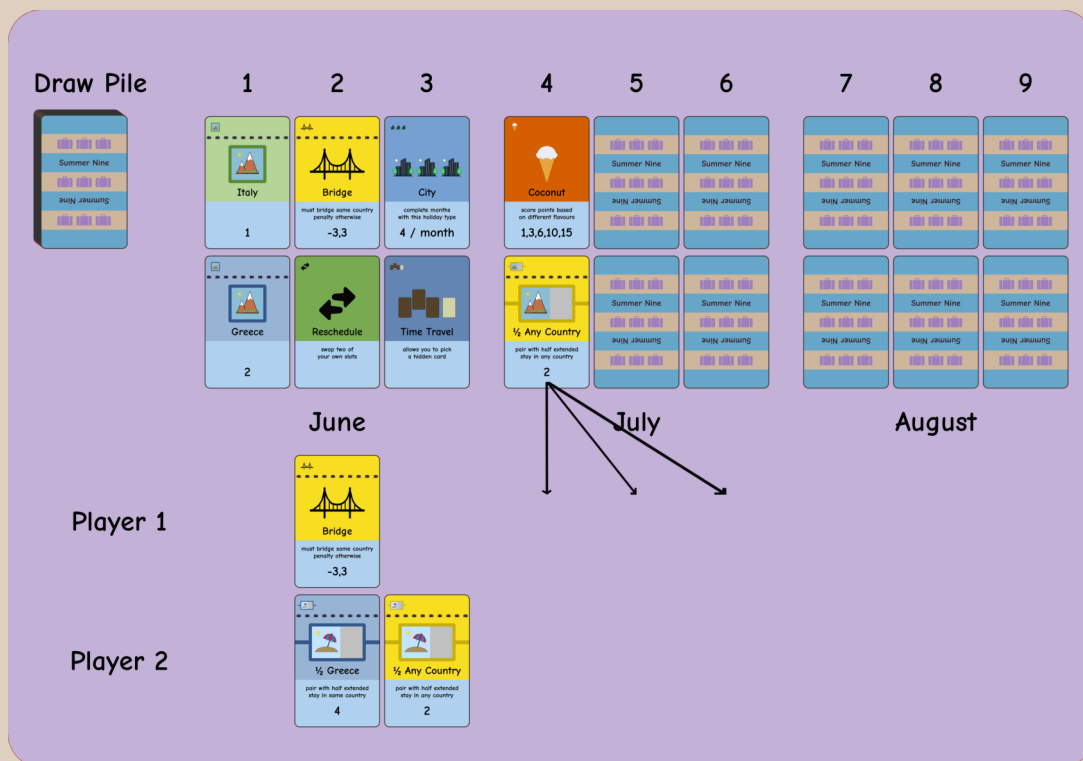 Draw Pile 1 2 3 4 5 6 7 8 9
Summer Nine
Summer Nine
Italy
1
Bridge
must bridge same country
penalty otherwise
-3,3
City
complete months
with this holiday type
4 / month
Coconut
score points based
on different flavours
1,3,6,10,15
Summer Nine
Summer Nine
Summer Nine
Summer Nine
Summer Nine
Summer Nine
Summer Nine
Summer Nine
Summer Nine
Summer Nine
Greece
2
Reschedule
swap two of
your own slots
Time Travel
allows you to pick
a hidden card
½ Any Country
pair with half extended
stay in any country
2
Summer Nine
Summer Nine
Summer Nine
Summer Nine
Summer Nine
Summer Nine
Summer Nine
Summer Nine
Summer Nine
Summer Nine
June July August
Player 1
Bridge
must bridge same country
penalty otherwise
-3,3
Player 2
½ Greece
pair with half extended
stay in same country
4
½ Any Country
pair with half extended
stay in any country
2